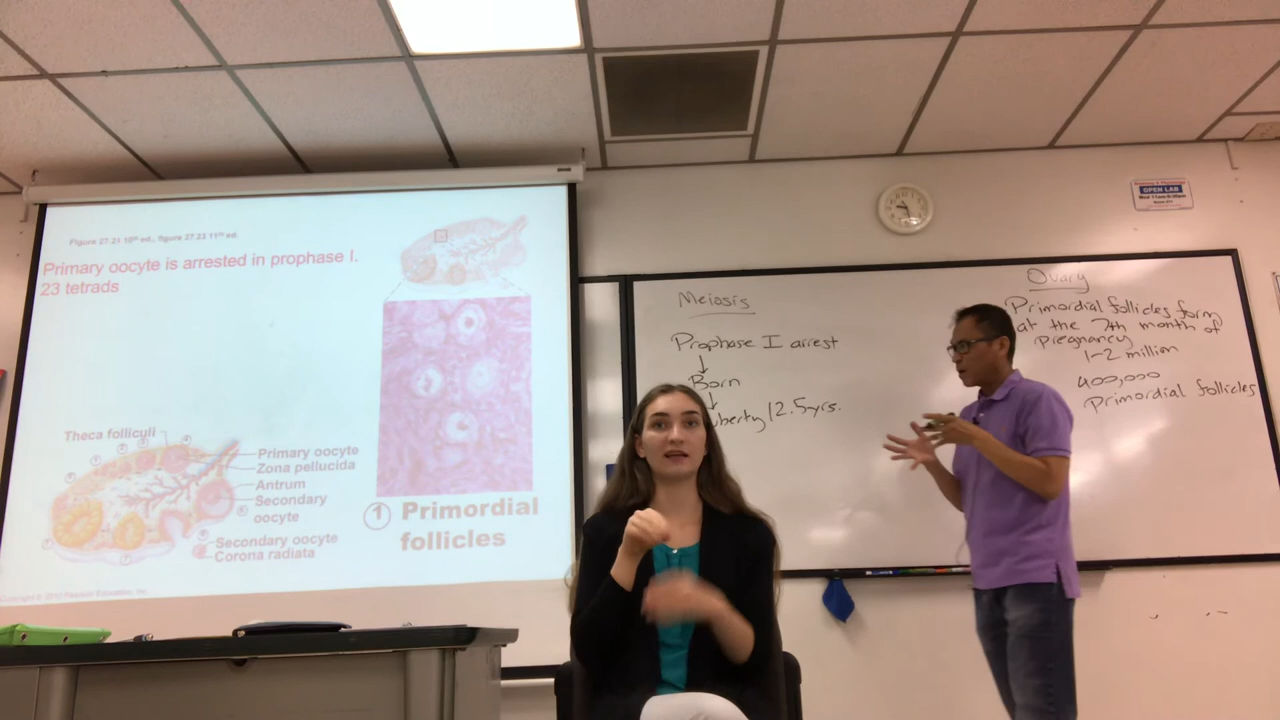 Figure 27.21 10th ed., figure 27.23 11th ed.
Primary oocyte is arrested in prophase I.
23 tetrads
Theca folliculi
Primary oocyte
Zona pellucida
Antrum
Secondary
oocyte
Secondary oocyte
Corona radiata
1 Primordial
follicles
Meiosis
Prophase I arrest
↓
Born
↓
uberty 12.5yrs.
OPEN LAB
Ovary
Primordial follicles form
at the 7th month of
pregnancy
1-2 million
400,000
Primordial follicles